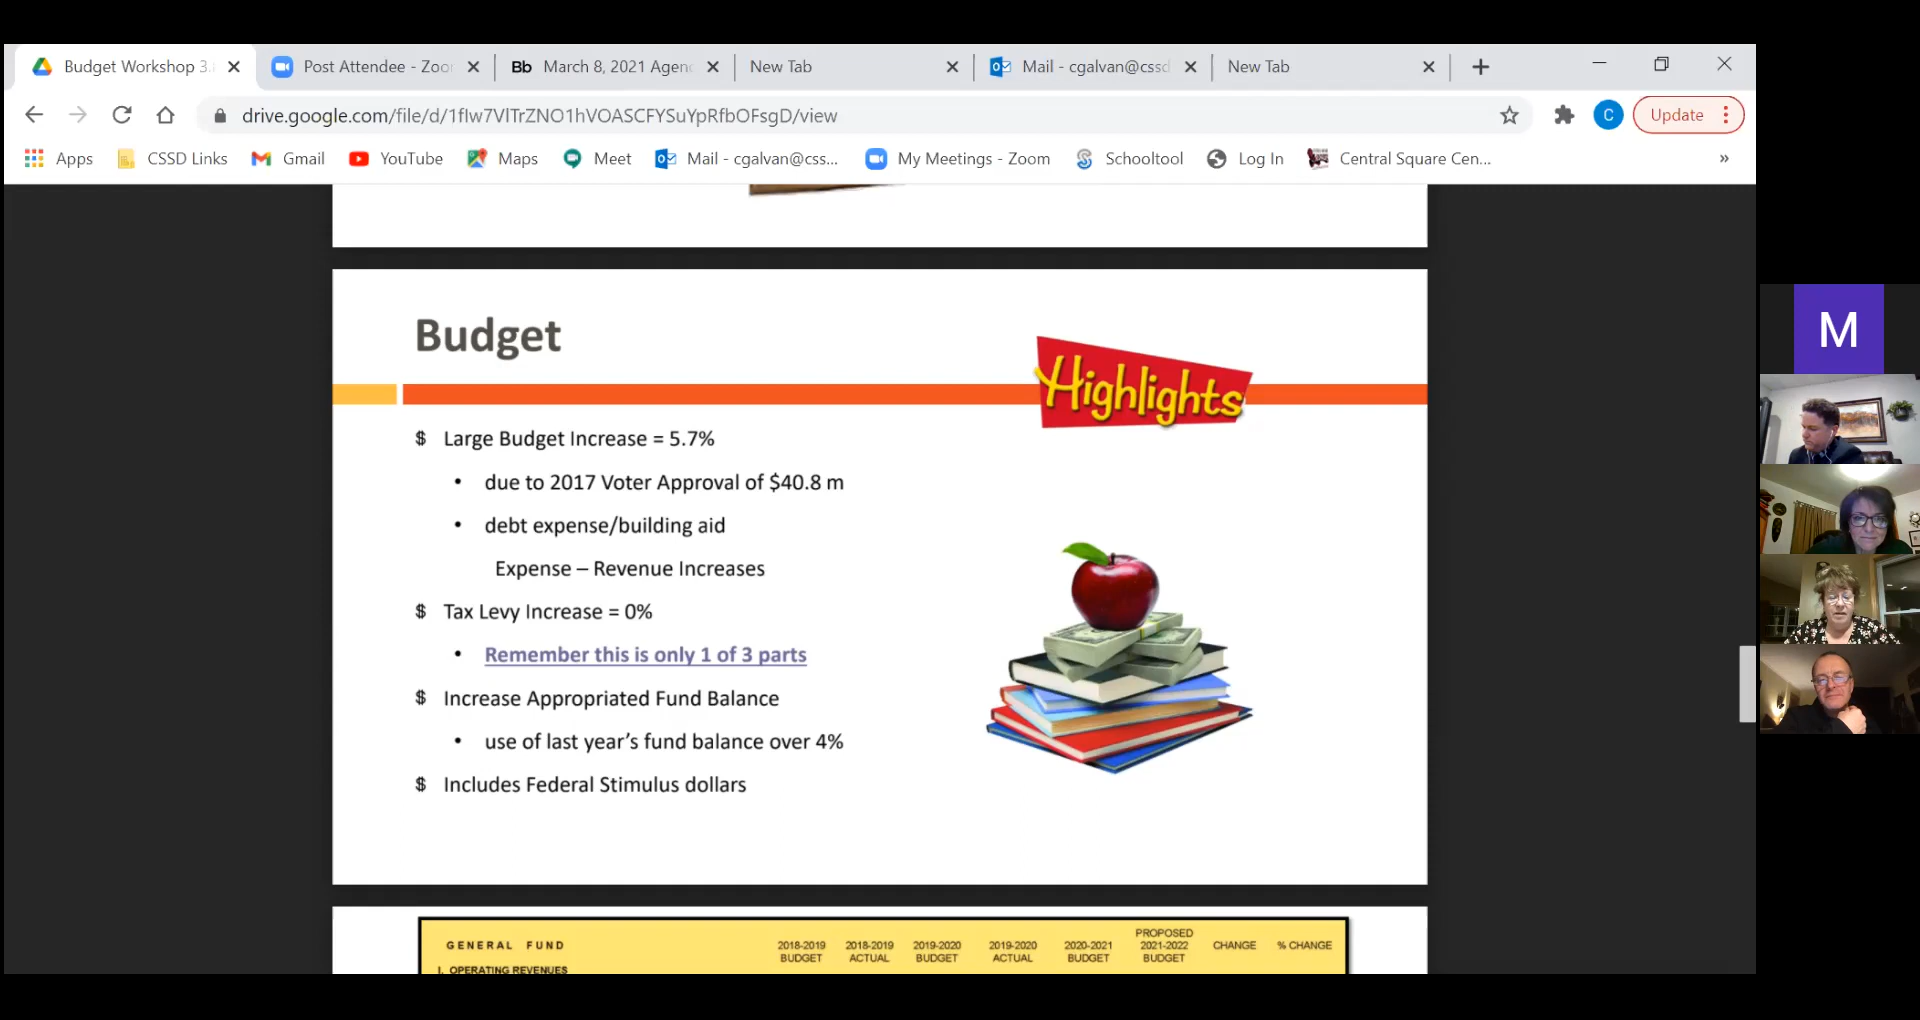 Budget Workshop 3.
Post Attendee - Zoo
Bb March 8, 2021 Agen
New Tab
Mail - cgalvan@cssd
New Tab
drive.google.com/file/d/1fIw7VlTrZNO1hVOASCFYSuYpRfbOFsgD/view
C
Update
Apps
CSSD Links
Gmail
YouTube
Maps
Meet
Mail - cgalvan@css...
My Meetings - Zoom
Schooltool
Log In
Central Square Cen...
»
M
Budget
Highlights
$ Large Budget Increase = 5.7%
• due to 2017 Voter Approval of $40.8 m
• debt expense/building aid
Expense – Revenue Increases
$ Tax Levy Increase = 0%
• Remember this is only 1 of 3 parts
$ Increase Appropriated Fund Balance
• use of last year's fund balance over 4%
$ Includes Federal Stimulus dollars
GENERAL FUND
2018-2019 BUDGET
2018-2019 ACTUAL
2019-2020 BUDGET
2019-2020 ACTUAL
2020-2021 BUDGET
PROPOSED 2021-2022 BUDGET
CHANGE
% CHANGE
I. OPERATING REVENUES